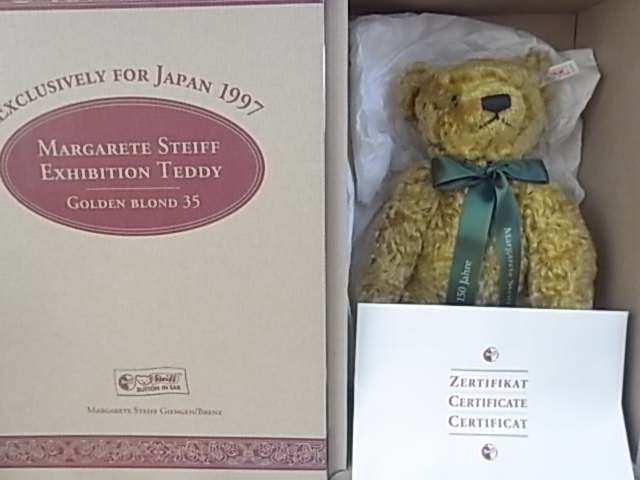 EXCLUSIVELY FOR JAPAN 1997
MARGARETE STEIFF
EXHIBITION TEDDY
GOLDEN BLOND 35
Steiff
BUTTON IN EAR
MARGARETE STEIFF GIENGEN/BRENZ
150 Jahre
Margarete Steiff
ZERTIFIKAT
CERTIFICATE
CERTIFICAT